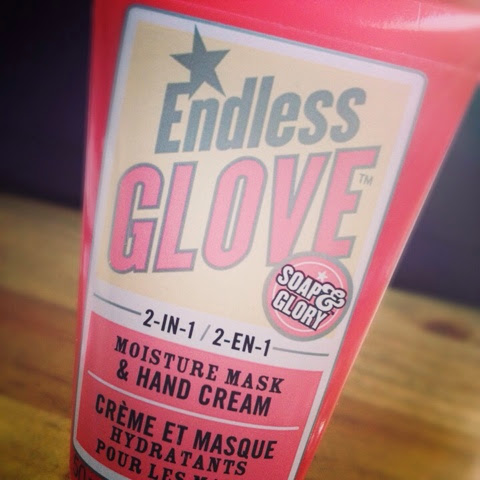 Endless
GLOVE™
SOAP &
GLORY
2-IN-1 / 2-EN-1
MOISTURE MASK
& HAND CREAM
CRÈME ET MASQUE
HYDRATANTS
POUR LES